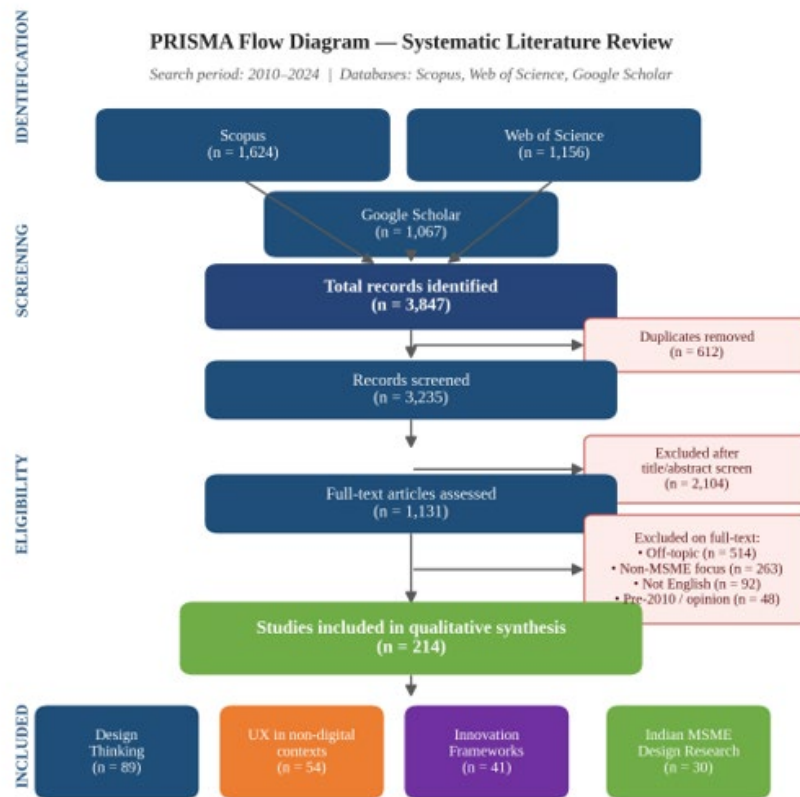 PRISMA Flow Diagram — Systematic Literature Review
Search period: 2010–2024 | Databases: Scopus, Web of Science, Google Scholar
IDENTIFICATION
Scopus
(n = 1,624)
Web of Science
(n = 1,156)
SCREENING
Google Scholar
(n = 1,067)
Total records identified
(n = 3,847)
Duplicates removed
(n = 612)
Records screened
(n = 3,235)
ELIGIBILITY
Excluded after
title/abstract screen
(n = 2,104)
Full-text articles assessed
(n = 1,131)
Excluded on full-text:
• Off-topic (n = 514)
• Non-MSME focus (n = 263)
• Not English (n = 92)
• Pre-2010 / opinion (n = 48)
Studies included in qualitative synthesis
(n = 214)
INCLUDED
Design
Thinking
(n = 89)
UX in non-digital
contexts
(n = 54)
Innovation
Frameworks
(n = 41)
Indian MSME
Design Research
(n = 30)